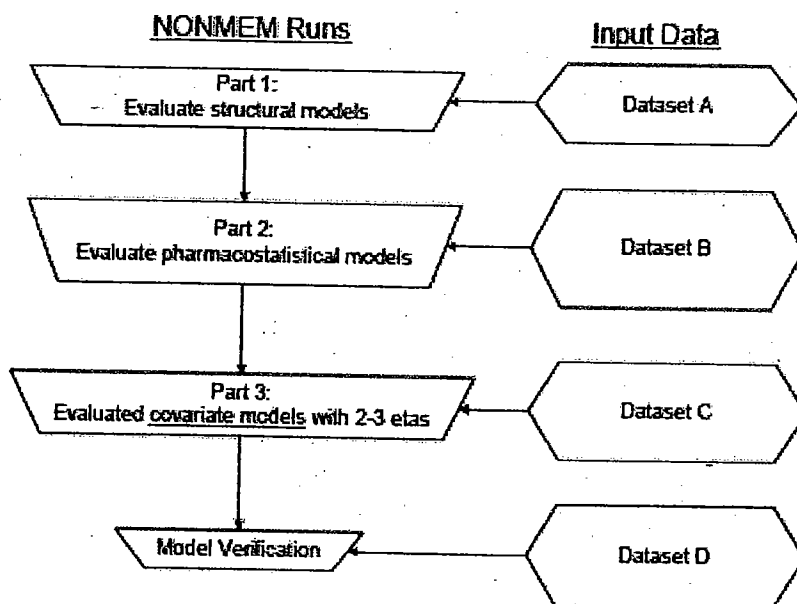 NONMEM Runs
Input Data
Part 1:
Evaluate structural models
Dataset A
Part 2:
Evaluate pharmacostatistical models
Dataset B
Part 3:
Evaluated covariate models with 2-3 etas
Dataset C
Model Verification
Dataset D